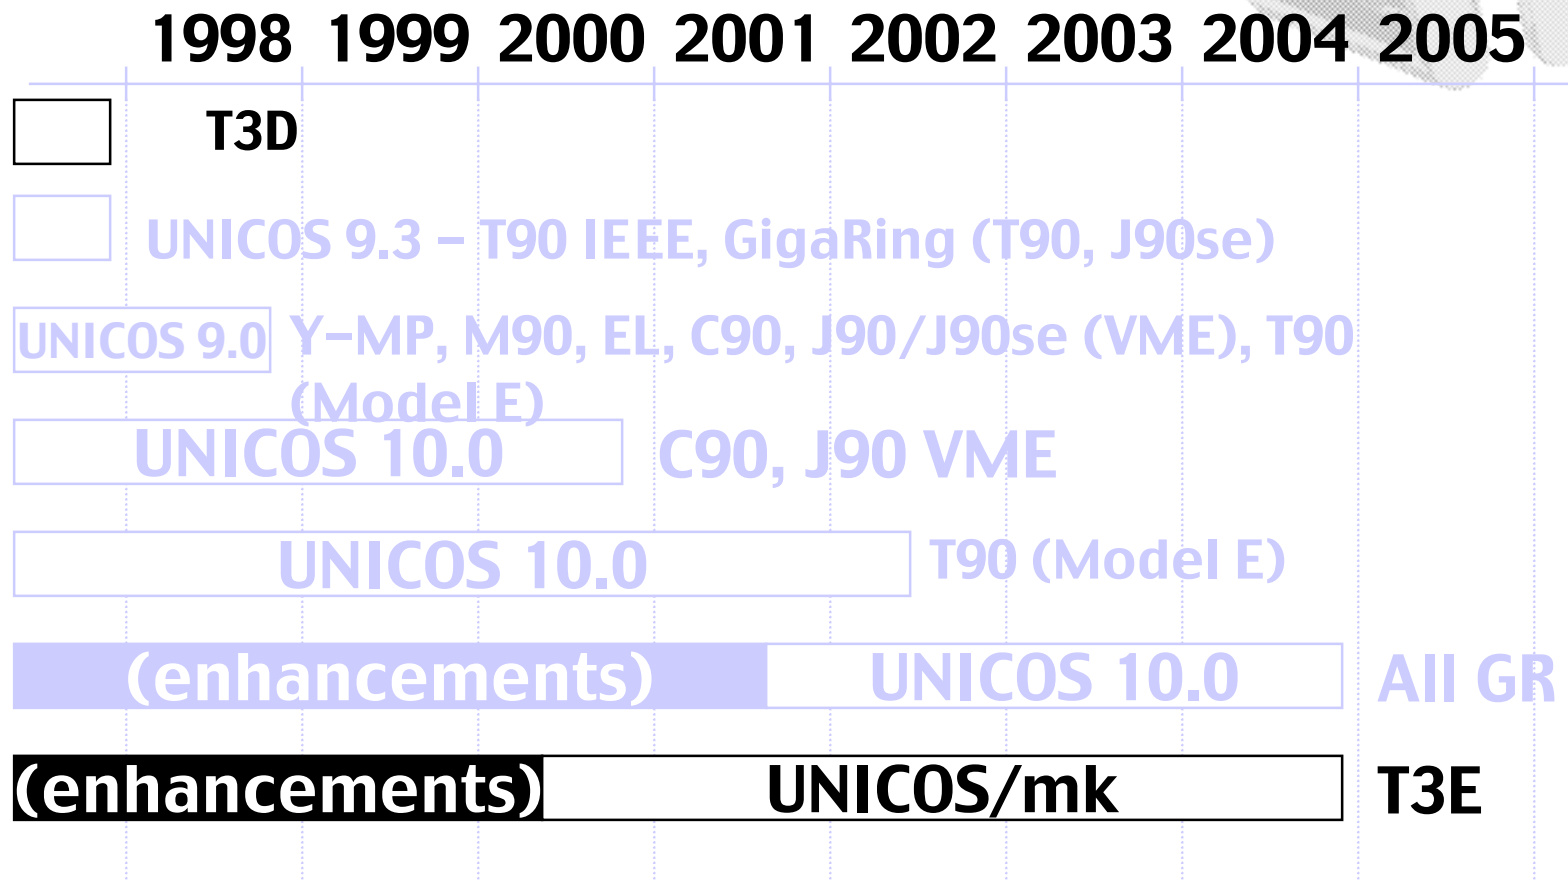 1998 1999 2000 2001 2002 2003 2004 2005
T3D
UNICOS 9.3 – T90 IEEE, GigaRing (T90, J90se)
UNICOS 9.0 Y–MP, M90, EL, C90, J90/J90se (VME), T90
(Model E)
UNICOS 10.0 C90, J90 VME
UNICOS 10.0 T90 (Model E)
(enhancements) UNICOS 10.0 All GR
(enhancements) UNICOS/mk T3E